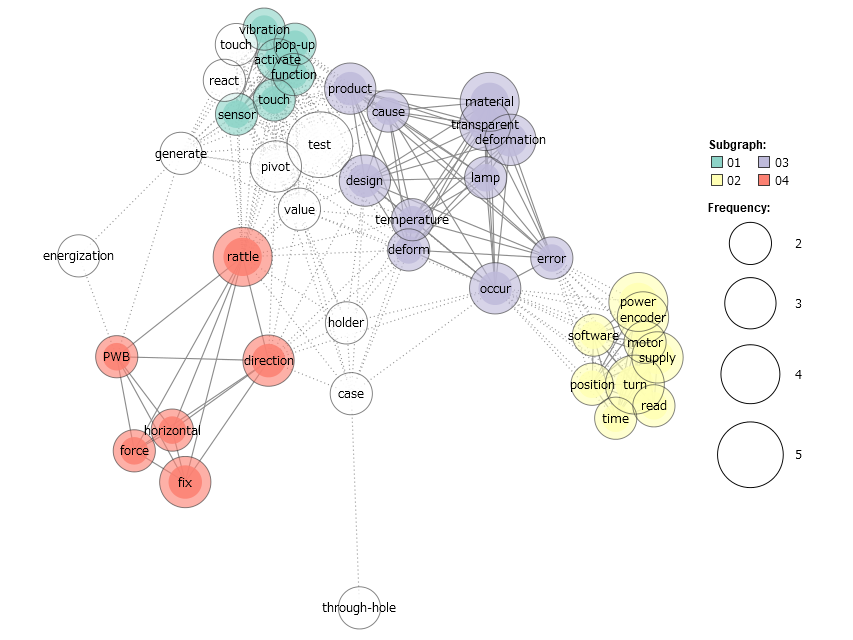 vibration
touch
pop-up
activate
react
function
product
touch
cause
material
sensor
transparent
deformation
test
generate
pivot
design
lamp
value
temperature
deform
energization
rattle
error
occur
power
encoder
holder
software
motor
PWB
direction
supply
case
position
turn
read
time
horizontal
force
fix
through-hole
Subgraph:
01 03
02 04
Frequency:
2
3
4
5